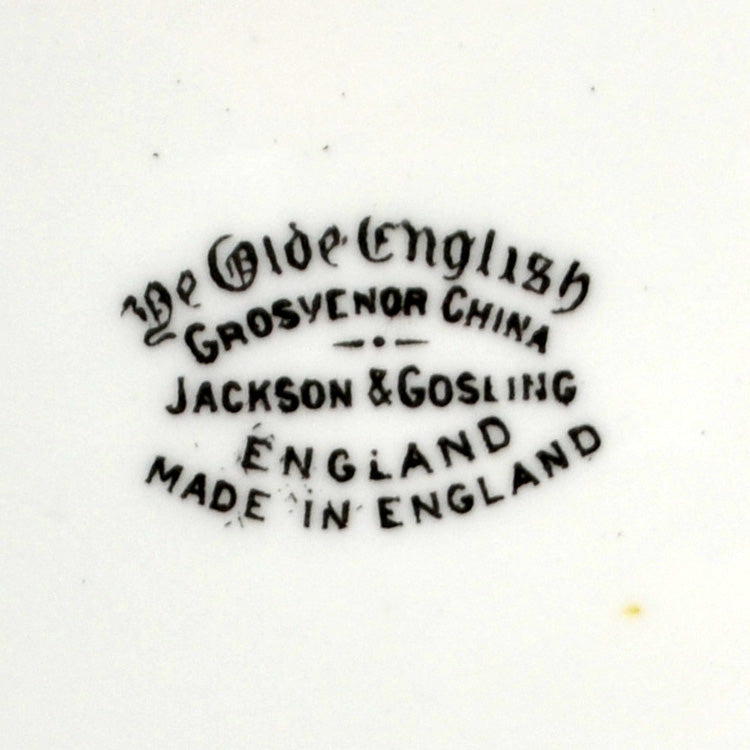 Ye Olde English
GROSVENOR CHINA
JACKSON & GOSLING
ENGLAND
MADE IN ENGLAND